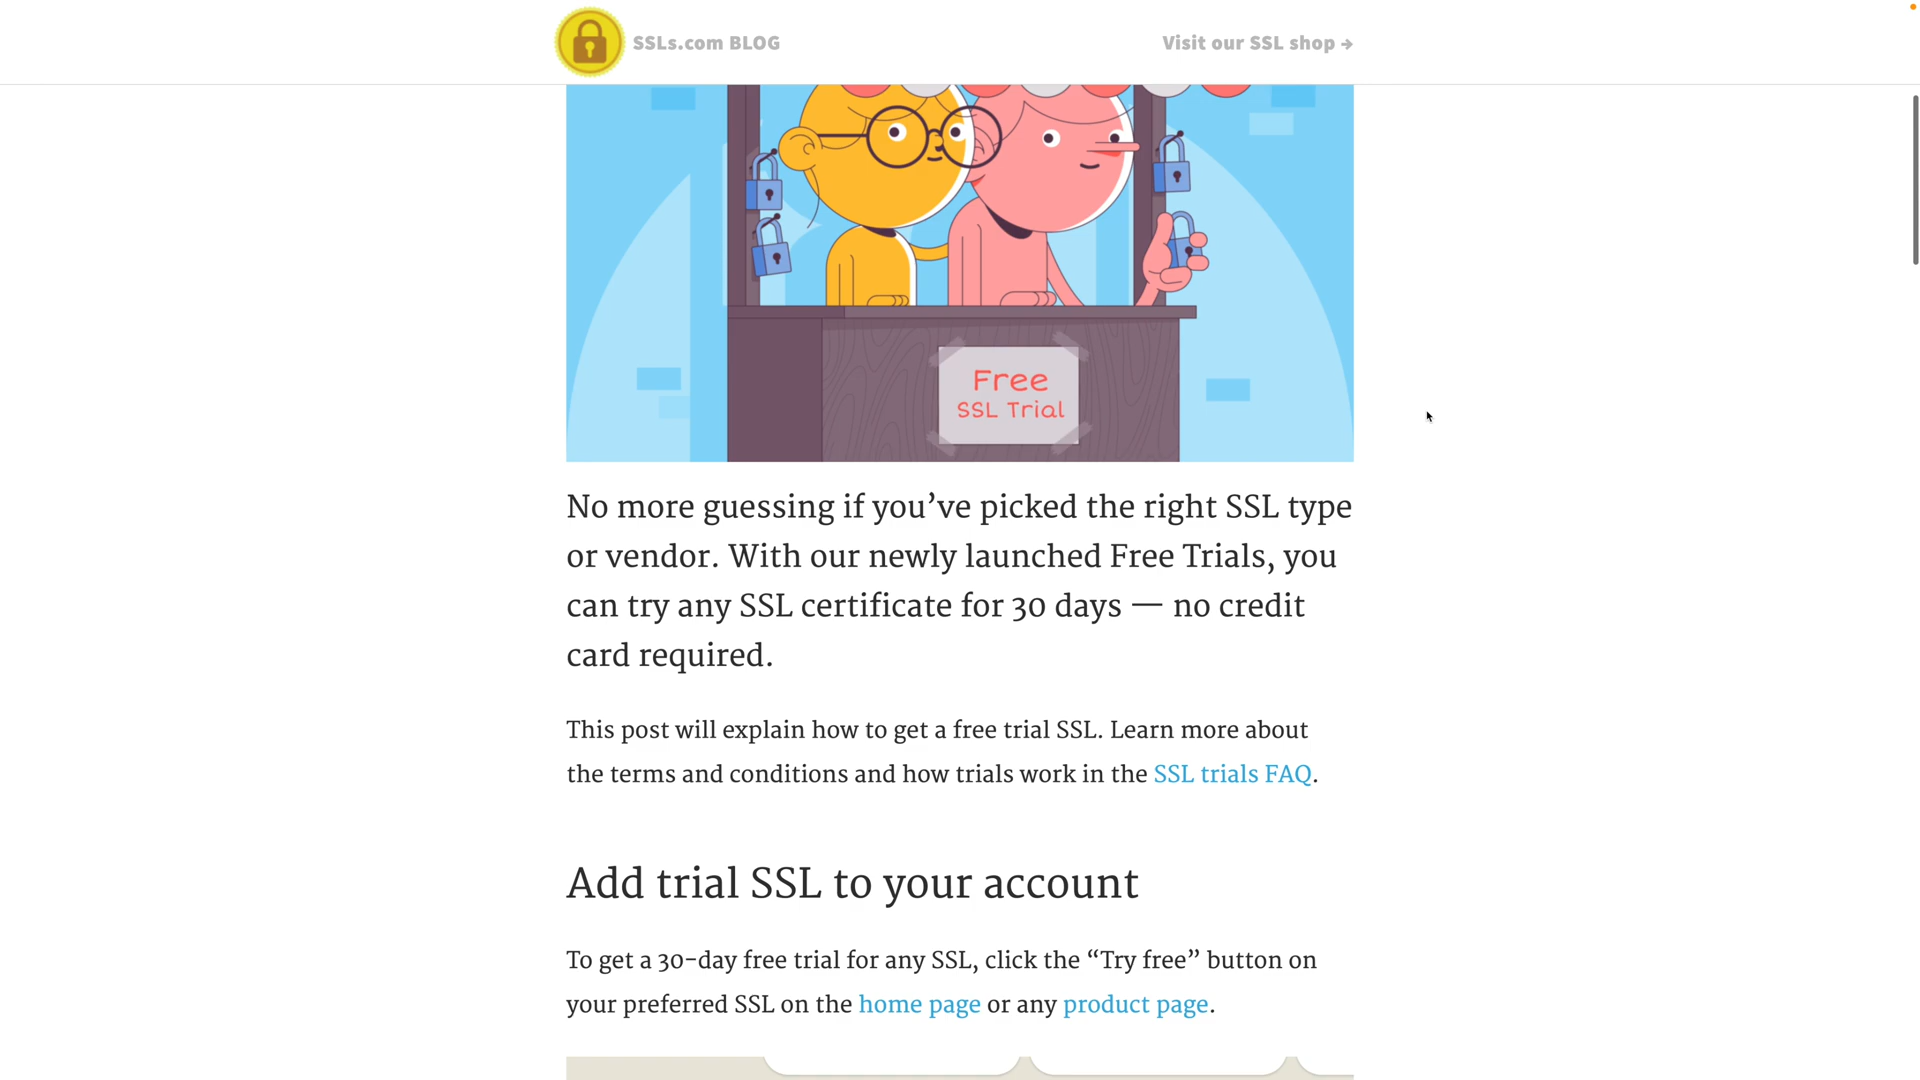 SSLs.com BLOG
Visit our SSL shop →
Free
SSL Trial
No more guessing if you’ve picked the right SSL type
or vendor. With our newly launched Free Trials, you
can try any SSL certificate for 30 days — no credit
card required.
This post will explain how to get a free trial SSL. Learn more about
the terms and conditions and how trials work in the SSL trials FAQ.
Add trial SSL to your account
To get a 30-day free trial for any SSL, click the “Try free” button on
your preferred SSL on the home page or any product page.